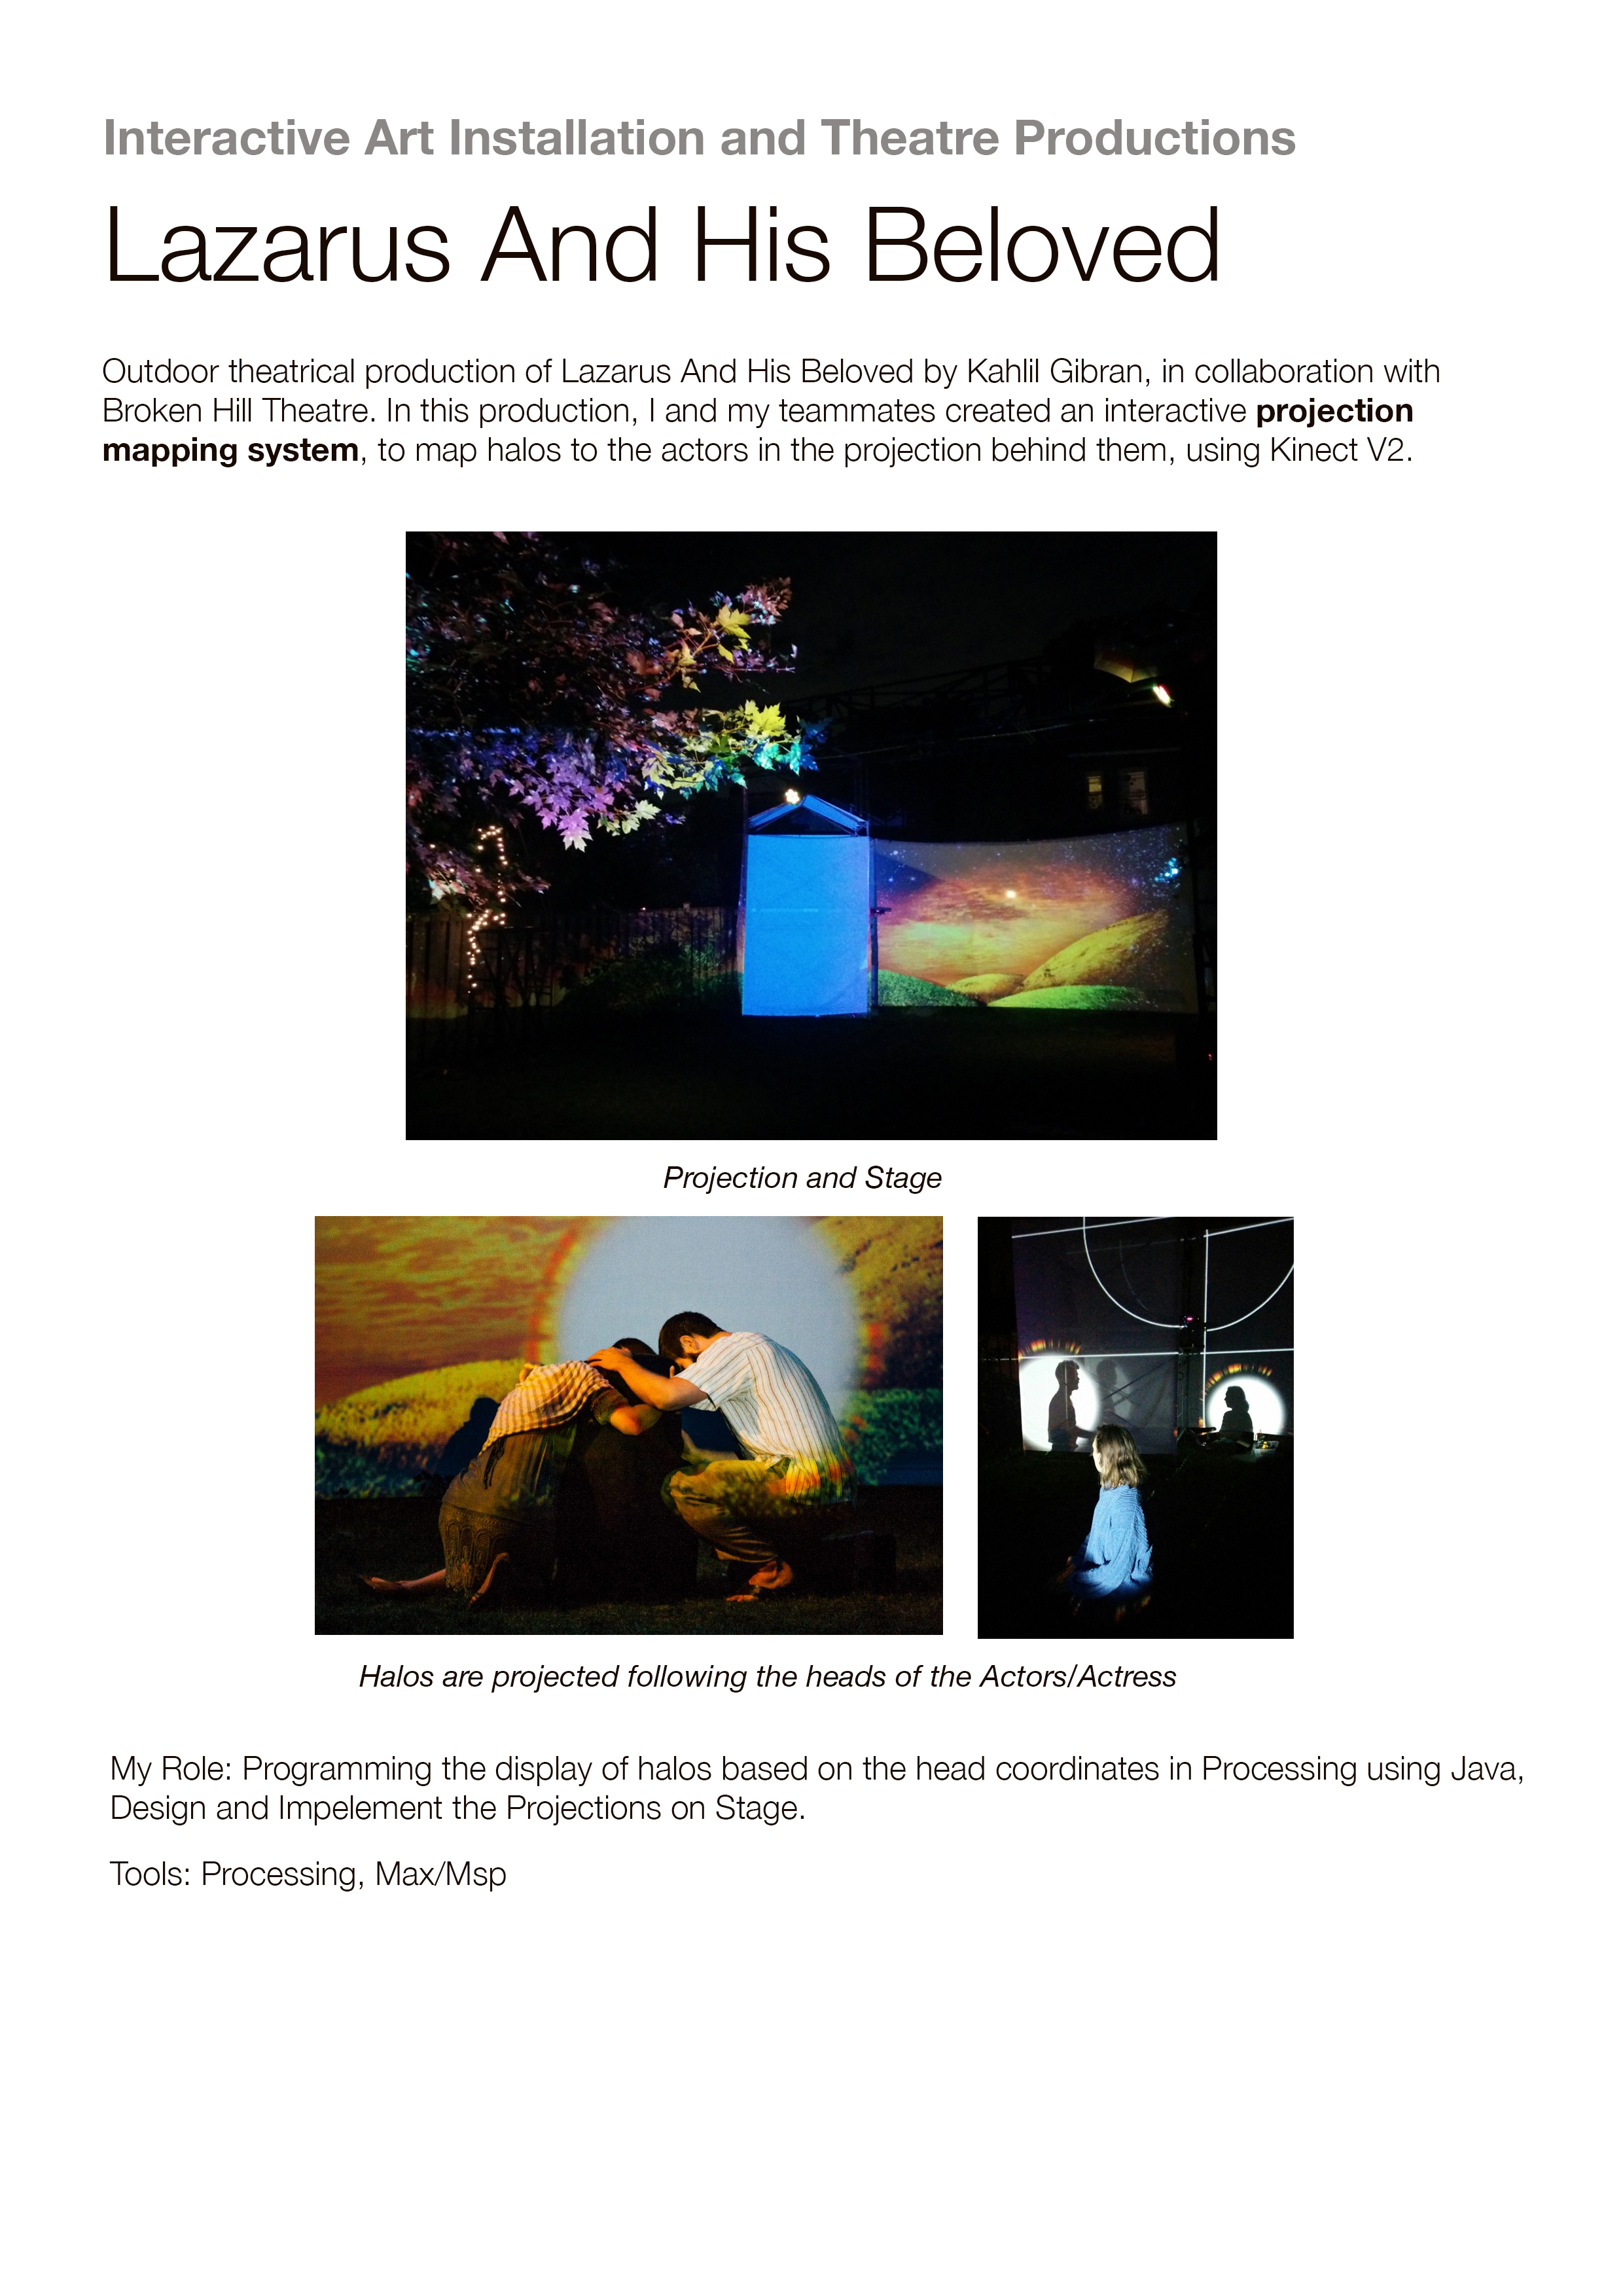 Interactive Art Installation and Theatre Productions
Lazarus And His Beloved
Outdoor theatrical production of Lazarus And His Beloved by Kahlil Gibran, in collaboration with
Broken Hill Theatre. In this production, I and my teammates created an interactive projection
mapping system, to map halos to the actors in the projection behind them, using Kinect V2.
Projection and Stage
Halos are projected following the heads of the Actors/Actress
My Role: Programming the display of halos based on the head coordinates in Processing using Java,
Design and Impelement the Projections on Stage.
Tools: Processing, Max/Msp